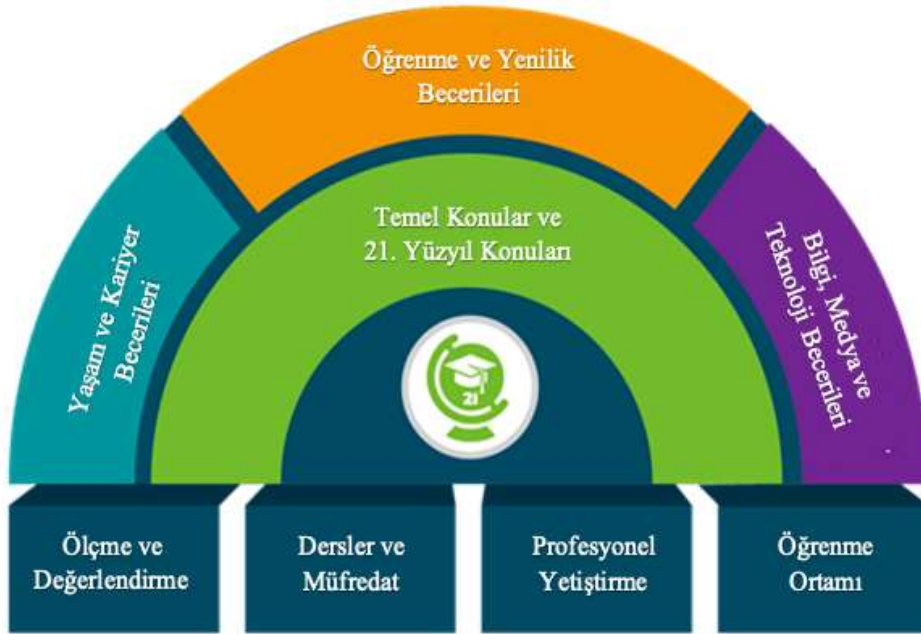 Öğrenme ve Yenilik
Becerileri
Yaşam ve Kariyer
Becerileri
Temel Konular ve
21. Yüzyıl Konuları
Bilgi, Medya ve
Teknoloji Becerileri
21
Ölçme ve
Değerlendirme
Dersler ve
Müfredat
Profesyonel
Yetiştirme
Öğrenme
Ortamı